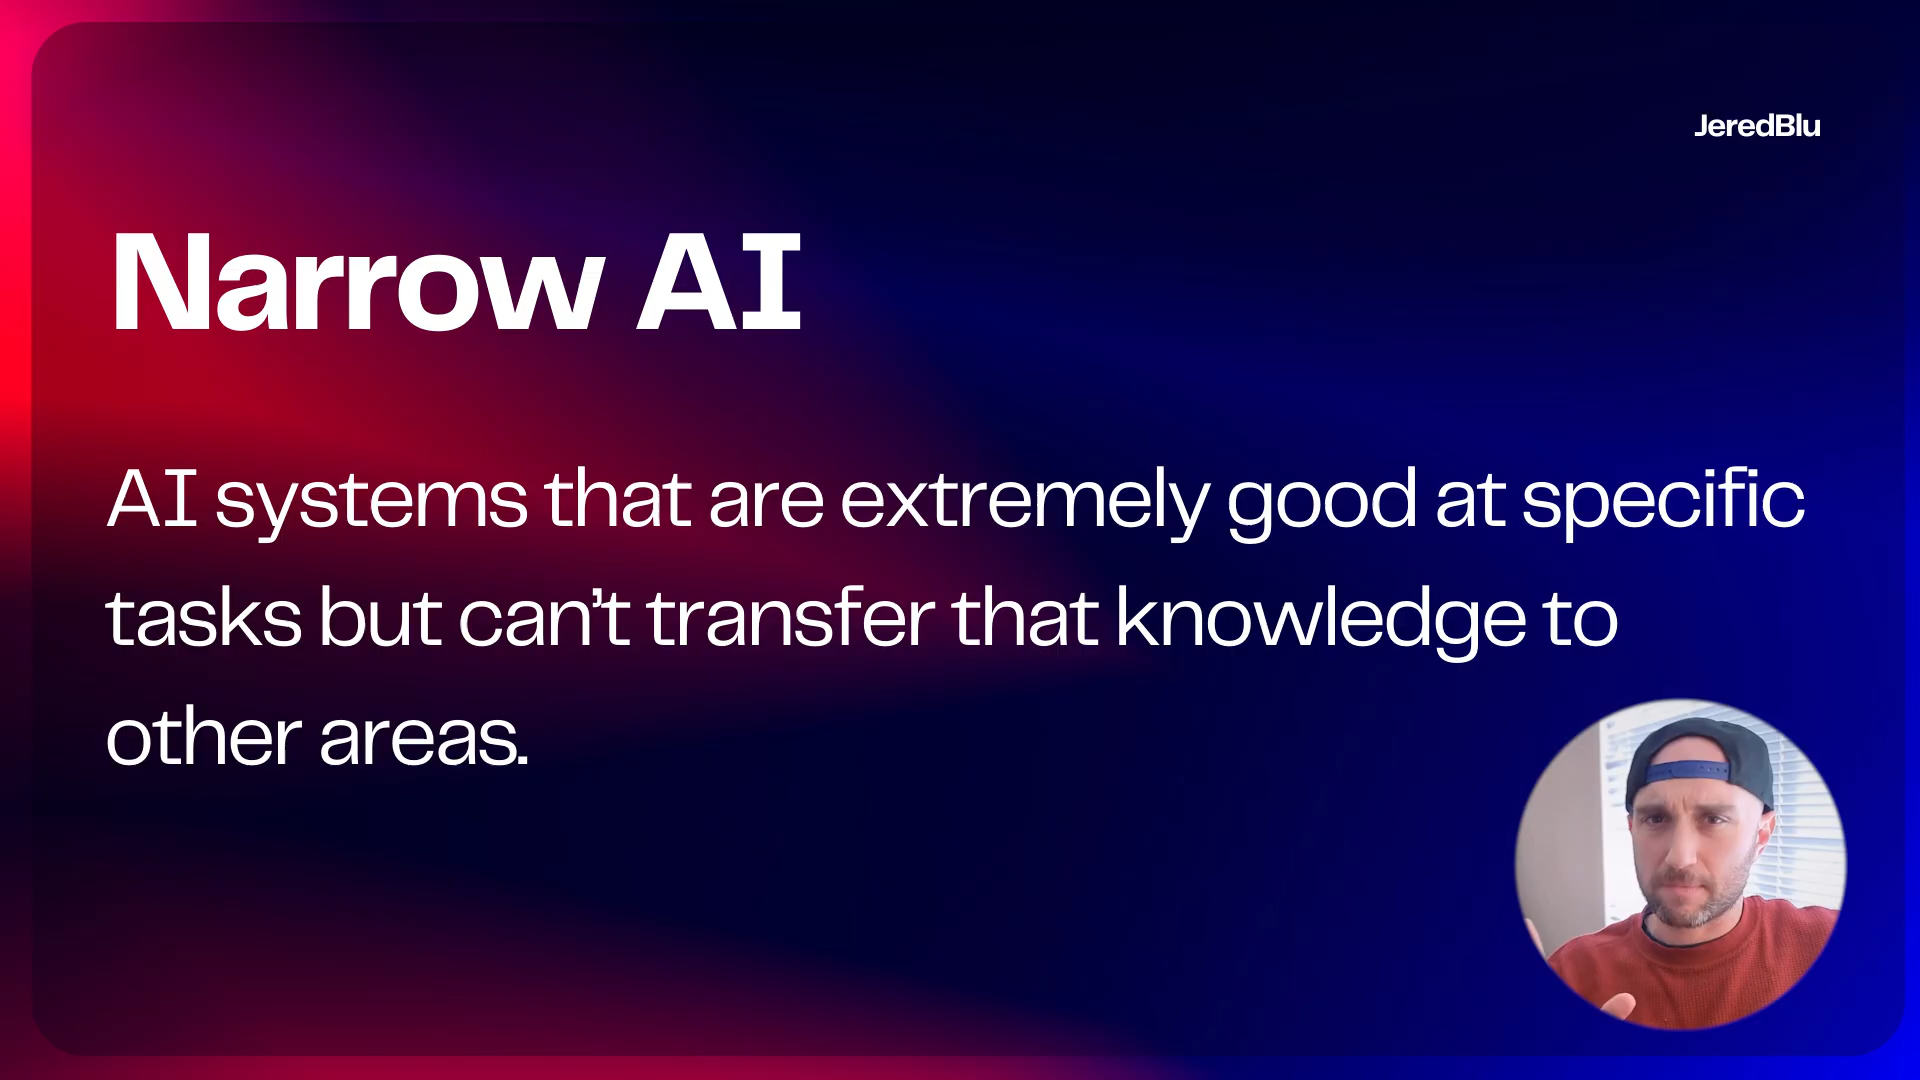 JeredBlu
Narrow AI
AI systems that are extremely good at specific
tasks but can’t transfer that knowledge to
other areas.